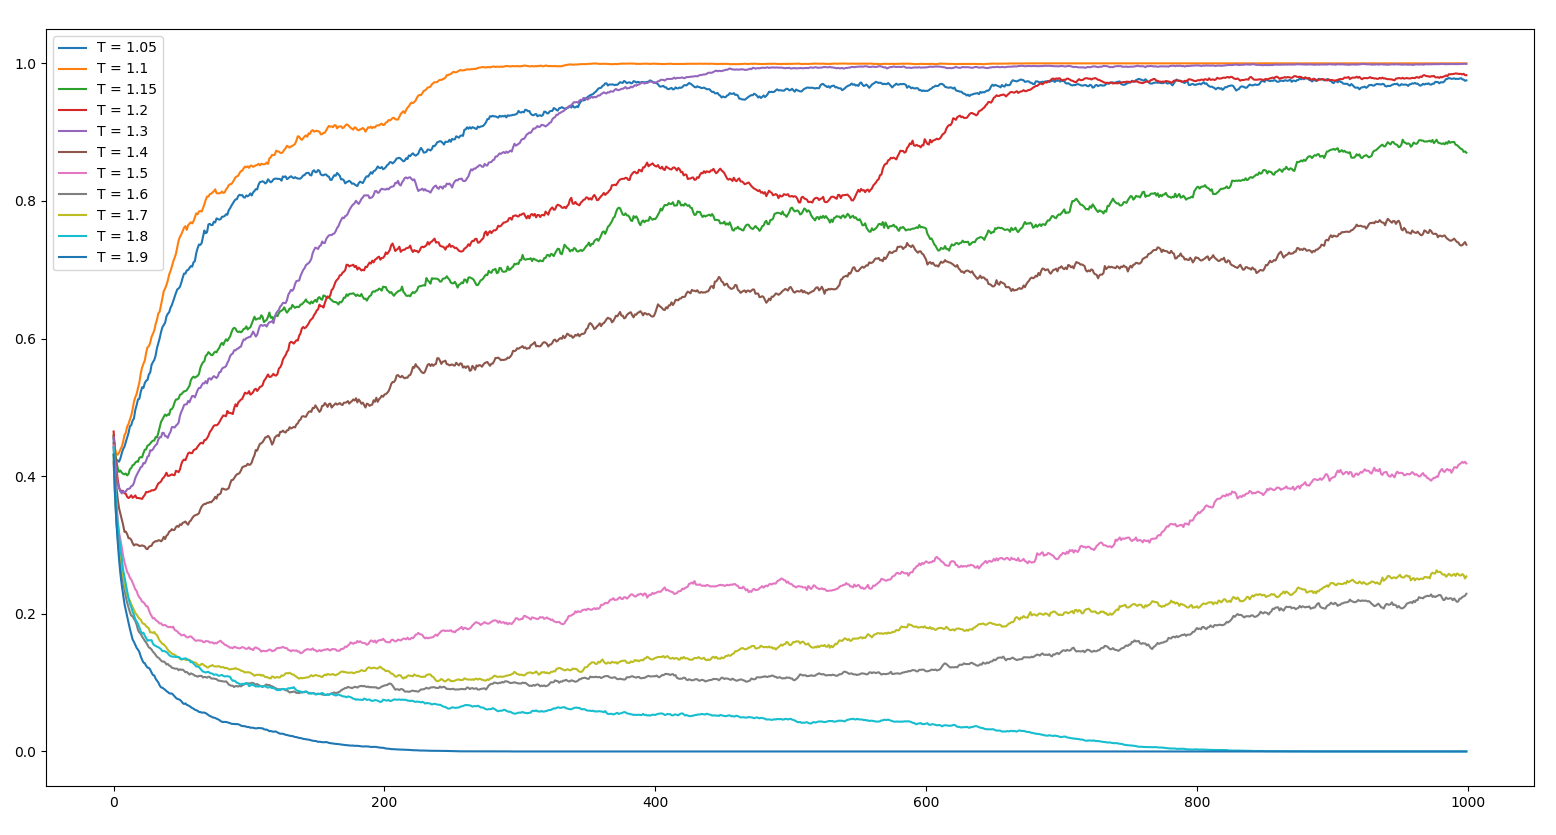 1.0
0.8
0.6
0.4
0.2
0.0
T = 1.05
T = 1.1
T = 1.15
T = 1.2
T = 1.3
T = 1.4
T = 1.5
T = 1.6
T = 1.7
T = 1.8
T = 1.9
0 200 400 600 800 1000